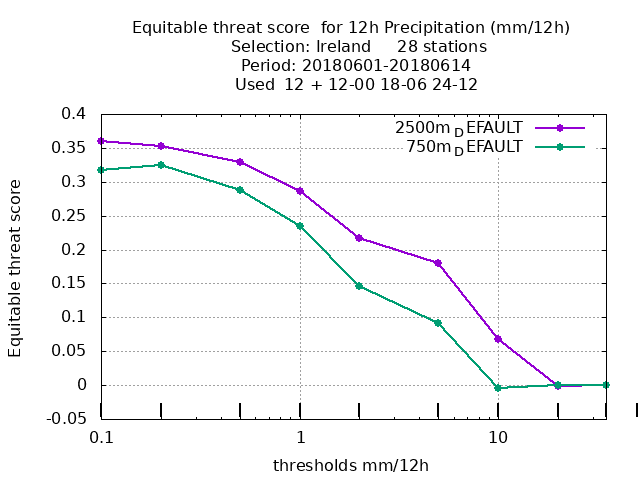 Equitable threat score  for 12h Precipitation (mm/12h)
Selection: Ireland     28 stations
Period: 20180601-20180614
Used  12 + 12-00 18-06 24-12
2500m_DEFAULT
750m_DEFAULT
0.4
0.35
0.3
0.25
0.2
0.15
0.1
0.05
0
-0.05
Equitable threat score
0.1 1 10
thresholds mm/12h